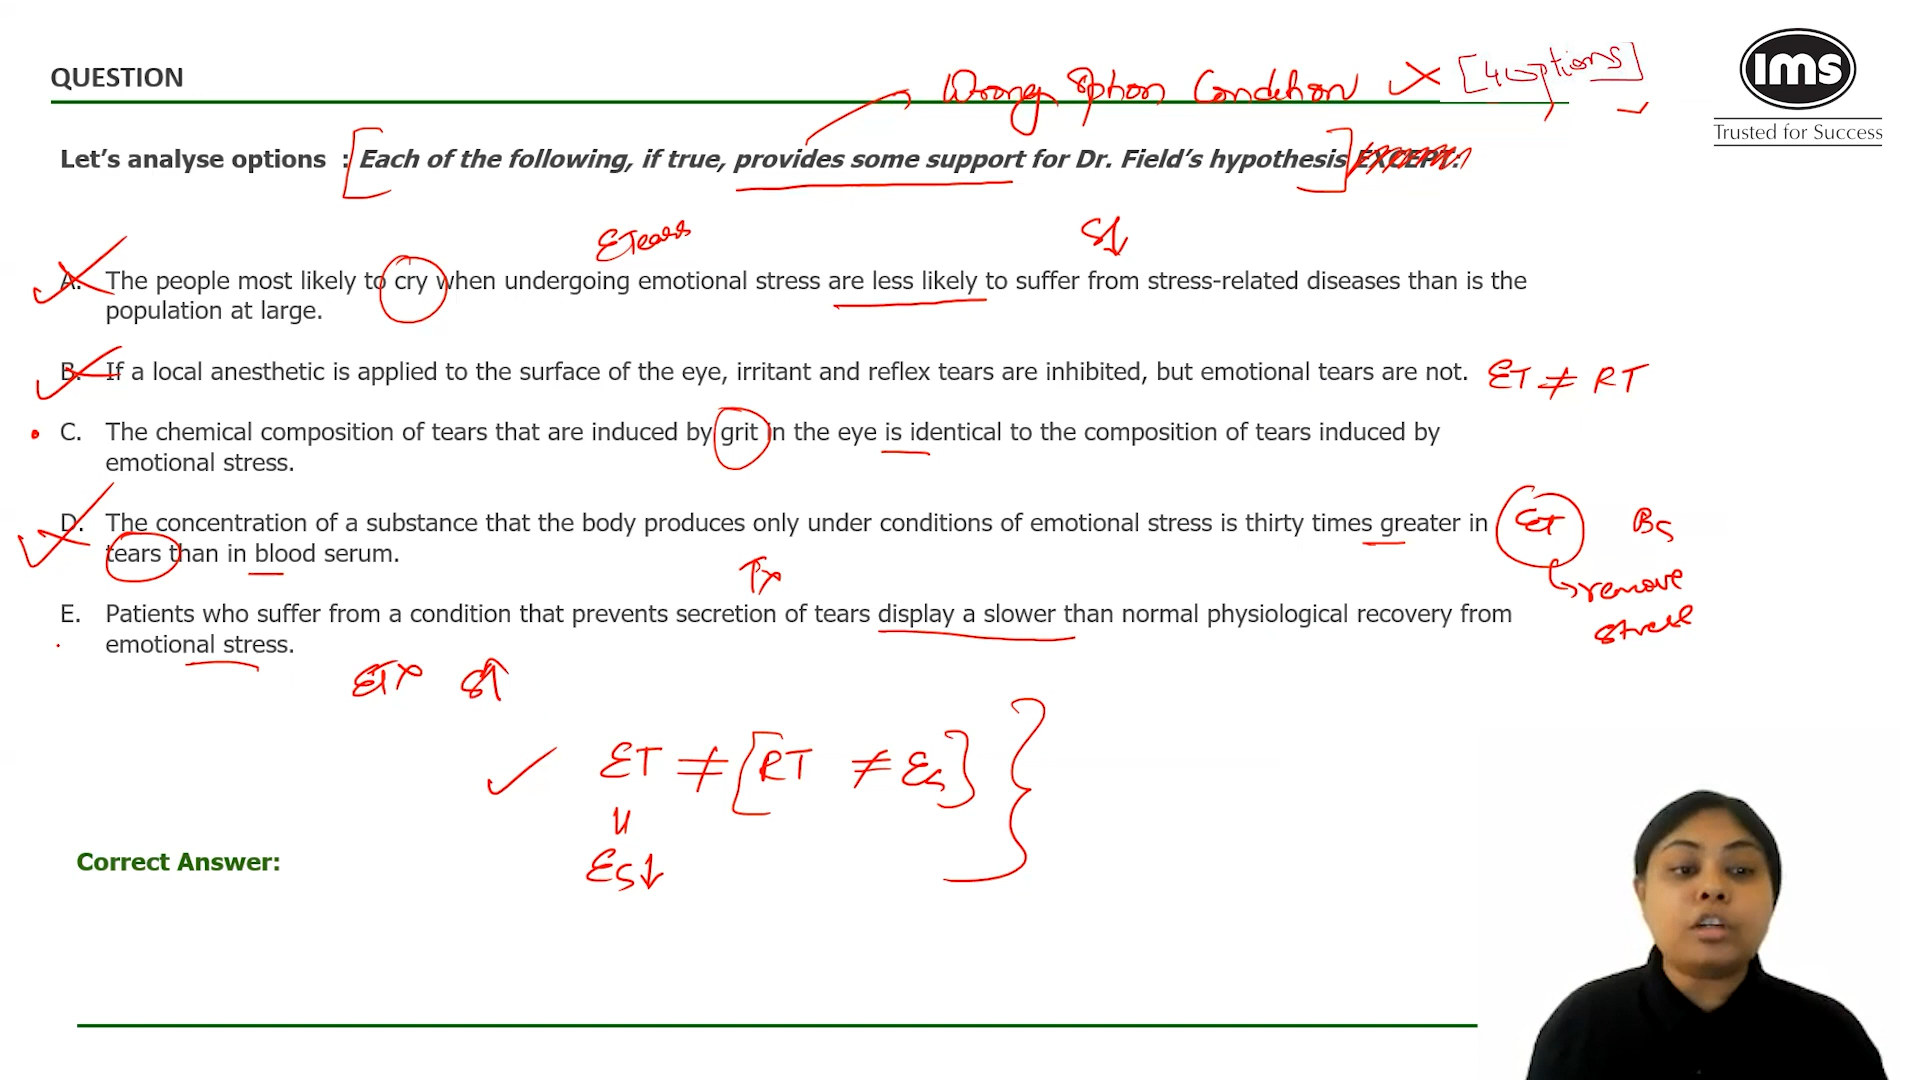 QUESTION
Wrong Option Condition × [4 options]
ims
Trusted for Success
Let's analyse options : Each of the following, if true, provides some support for Dr. Field's hypothesis EXCEPT:
ETears S↓
A. The people most likely to cry when undergoing emotional stress are less likely to suffer from stress-related diseases than is the
population at large.
B. If a local anesthetic is applied to the surface of the eye, irritant and reflex tears are inhibited, but emotional tears are not. ET ≠ RT
C. The chemical composition of tears that are induced by grit in the eye is identical to the composition of tears induced by
emotional stress.
D. The concentration of a substance that the body produces only under conditions of emotional stress is thirty times greater in ET BS
tears than in blood serum.
Tx remove
E. Patients who suffer from a condition that prevents secretion of tears display a slower than normal physiological recovery from stress
emotional stress.
ETx S↑
ET ≠ [RT ≠ ES]
ES↓
Correct Answer: